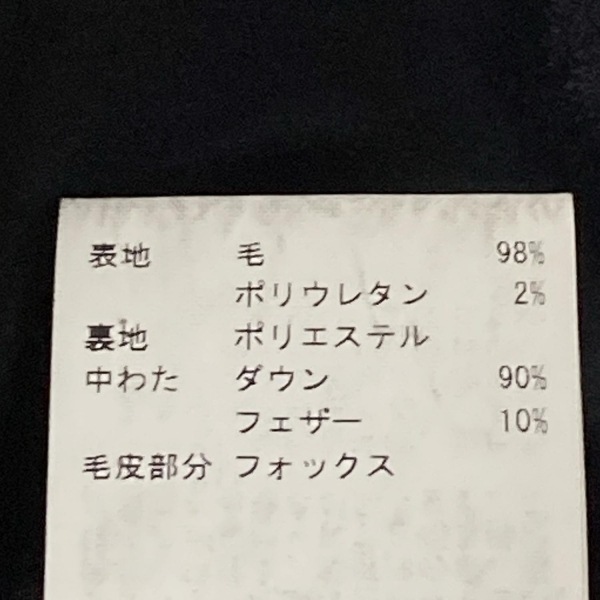 表地 毛 98%
ポリウレタン 2%
裏地 ポリエステル
中わた ダウン 90%
フェザー 10%
毛皮部分 フォックス